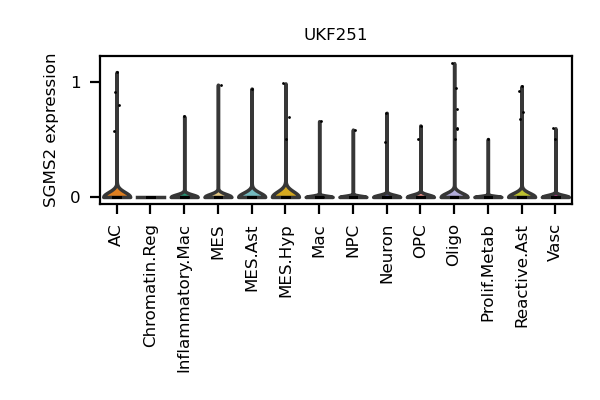 UKF251
SGMS2 expression
1
0
AC
Chromatin.Reg
Inflammatory.Mac
MES
MES.Ast
MES.Hyp
Mac
NPC
Neuron
OPC
Oligo
Prolif.Metab
Reactive.Ast
Vasc